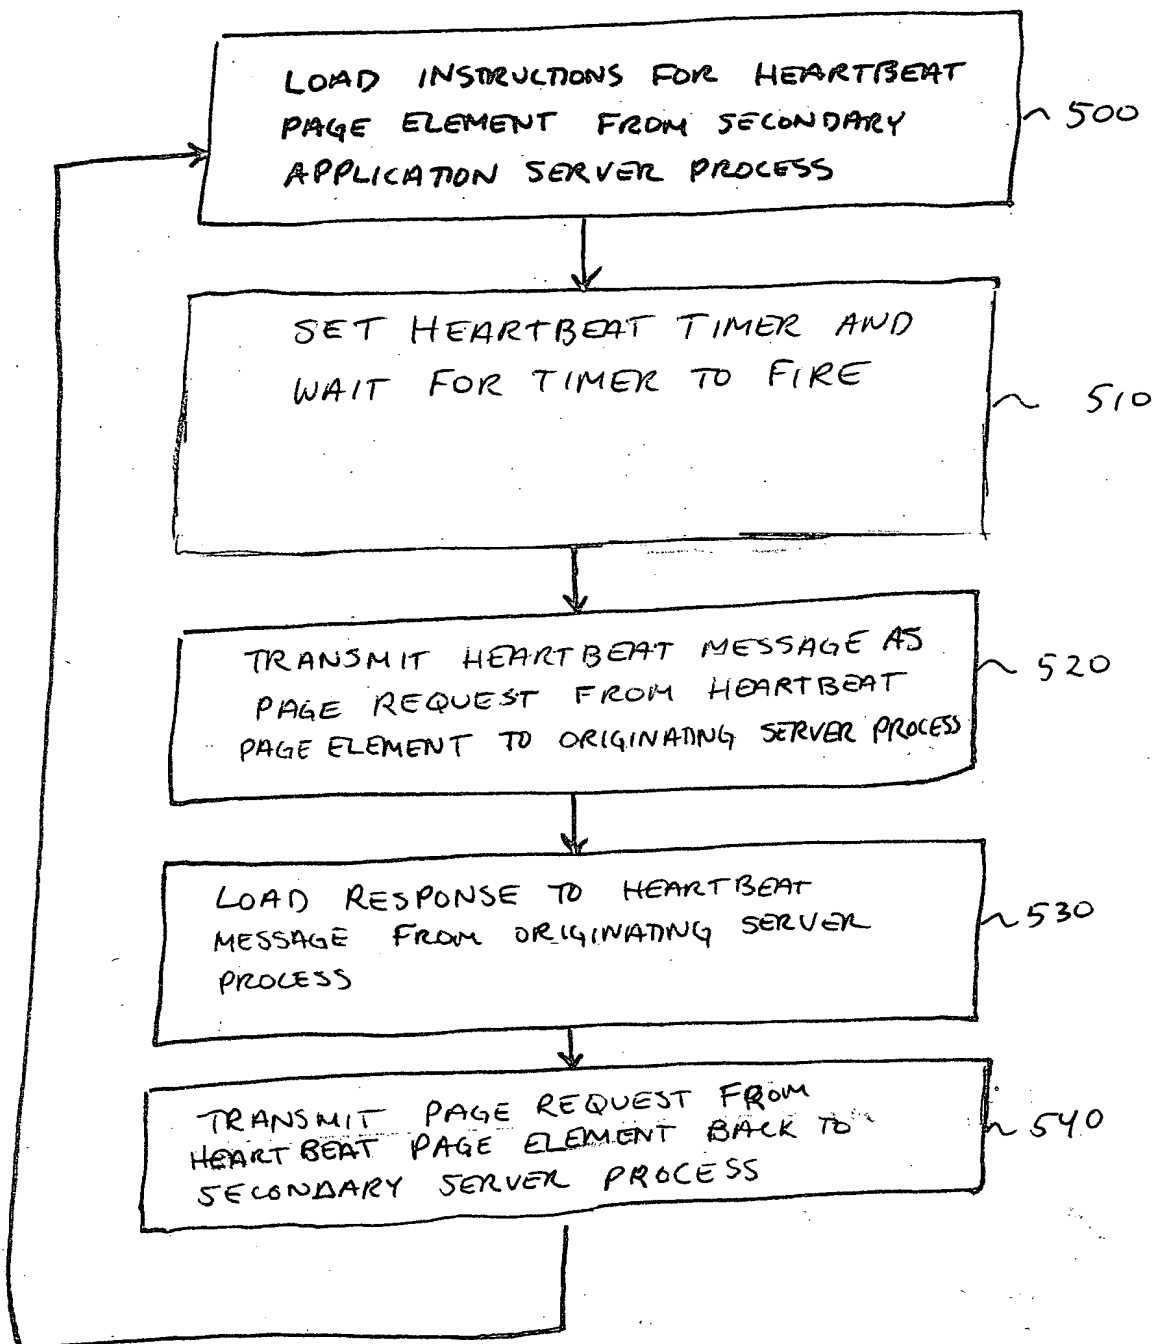 LOAD INSTRUCTIONS FOR HEARTBEAT
PAGE ELEMENT FROM SECONDARY
APPLICATION SERVER PROCESS
500
SET HEARTBEAT TIMER AND
WAIT FOR TIMER TO FIRE
510
TRANSMIT HEARTBEAT MESSAGE AS
PAGE REQUEST FROM HEARTBEAT
PAGE ELEMENT TO ORIGINATING SERVER PROCESS
520
LOAD RESPONSE TO HEARTBEAT
MESSAGE FROM ORIGINATING SERVER
PROCESS
530
TRANSMIT PAGE REQUEST FROM
HEARTBEAT PAGE ELEMENT BACK TO
SECONDARY SERVER PROCESS
540